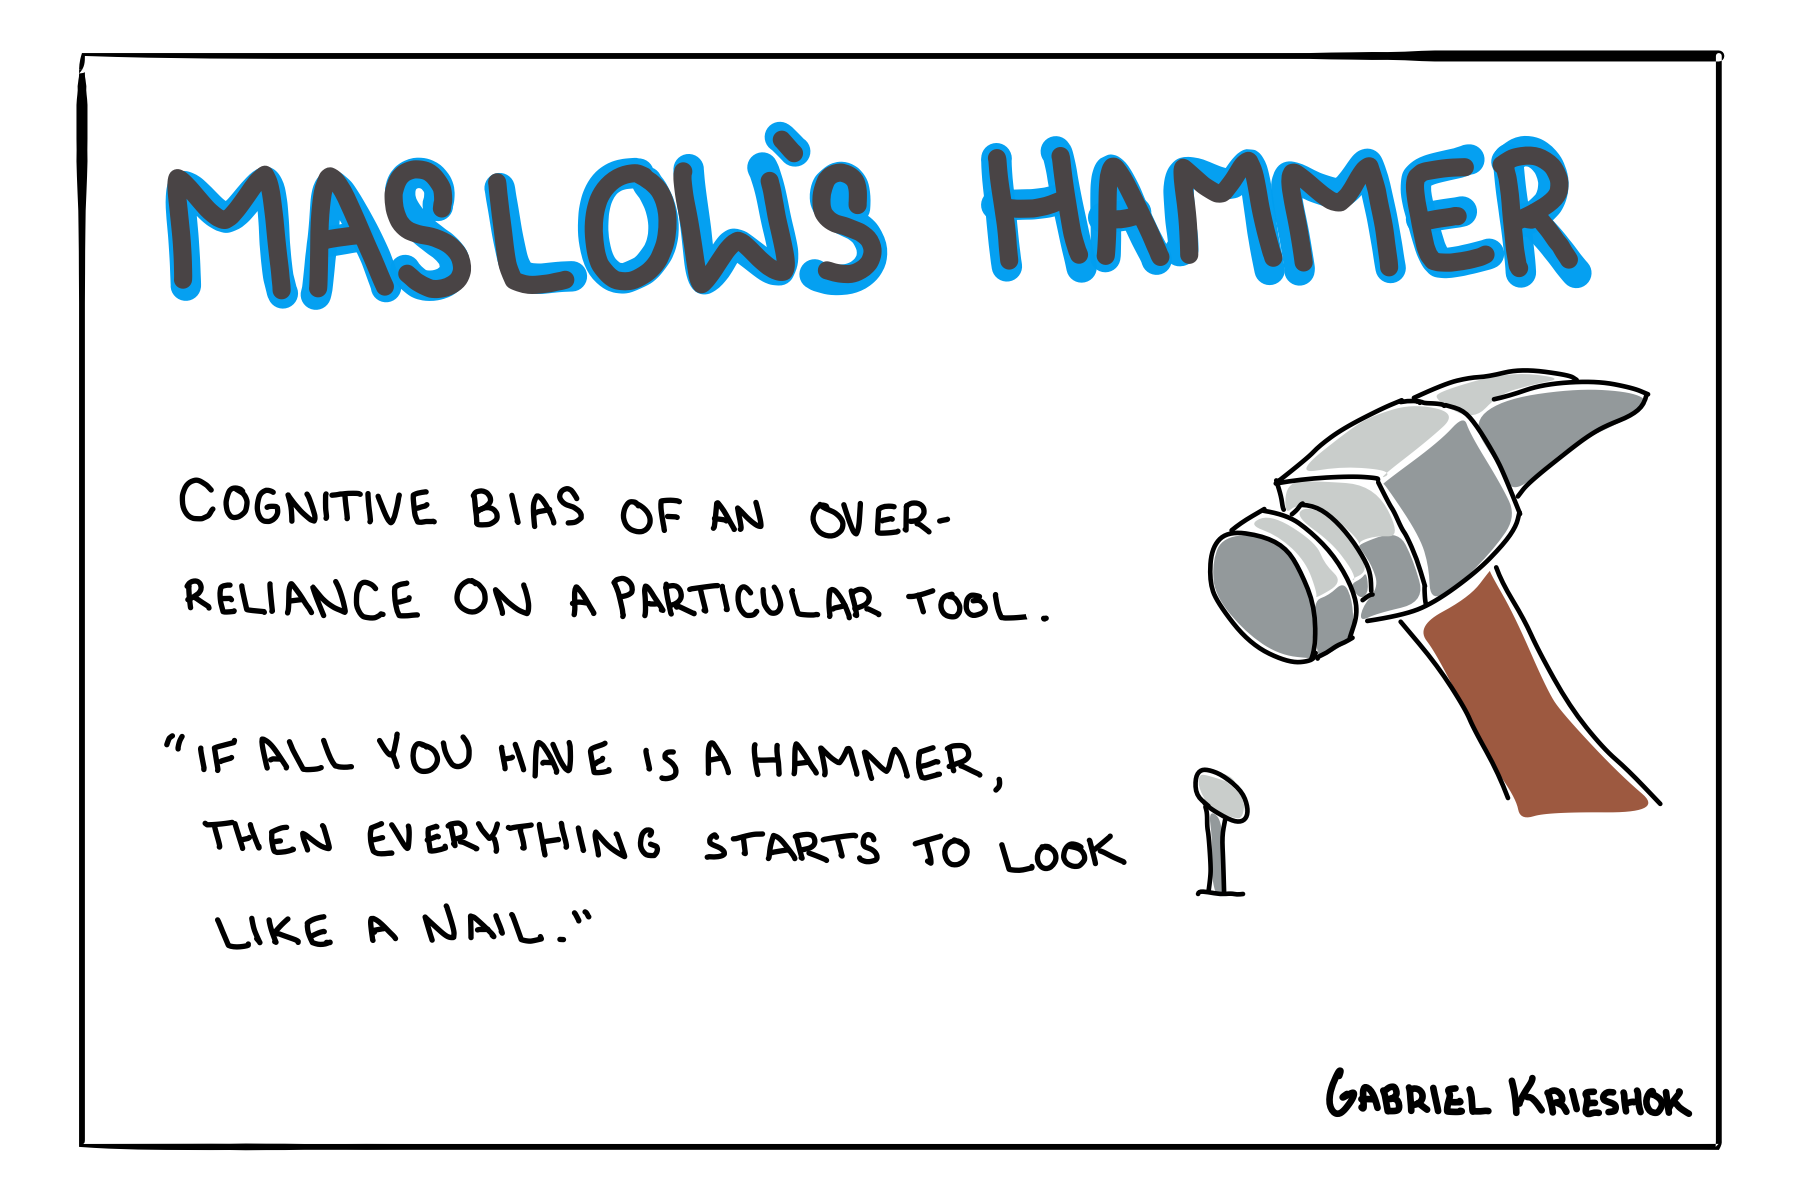 MASLOW'S HAMMER
COGNITIVE BIAS OF AN OVER-
RELIANCE ON A PARTICULAR TOOL.
"IF ALL YOU HAVE IS A HAMMER,
THEN EVERYTHING STARTS TO LOOK
LIKE A NAIL."
GABRIEL KRIESHOK